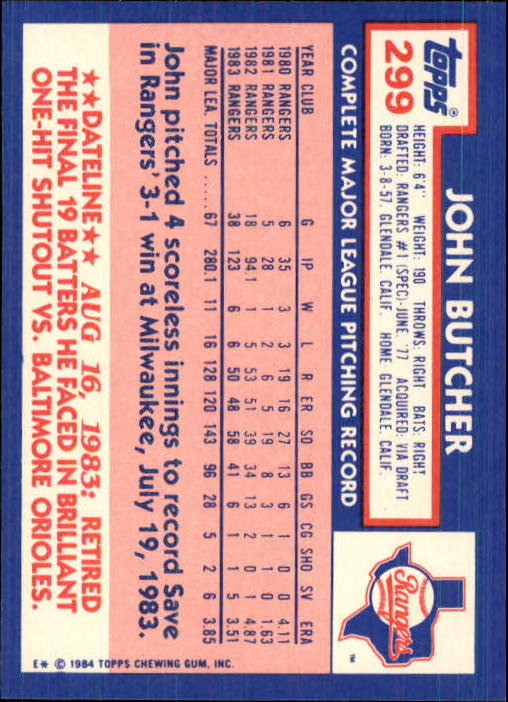 topps®
299
JOHN BUTCHER
HEIGHT: 6'4" WEIGHT: 190 THROWS: RIGHT BATS: RIGHT
DRAFTED: RANGERS #1 (SPEC)-JUNE, '77 ACQUIRED: VIA DRAFT
BORN: 3-8-57, GLENDALE, CALIF. HOME GLENDALE, CALIF.
COMPLETE MAJOR LEAGUE PITCHING RECORD
Rangers
TM
YEAR CLUB G IP W L R ER SO BB GS CG SHO SV ERA
1980 RANGERS 6 35 3 3 19 16 27 13 6 1 0 0 4.11
1981 RANGERS 5 28 1 2 6 5 19 8 3 1 1 0 1.63
1982 RANGERS 18 94.1 1 5 53 51 39 34 13 2 0 1 4.87
1983 RANGERS 38 123 6 6 50 48 58 41 6 1 1 5 3.51
MAJOR LEA. TOTALS ..... 67 280.1 11 16 128 120 143 96 28 5 2 6 3.85
John pitched 4 scoreless innings to record Save
in Rangers' 3-1 win at Milwaukee, July 19, 1983.
★★DATELINE★★ AUG 16, 1983: RETIRED
THE FINAL 19 BATTERS HE FACED IN BRILLIANT
ONE-HIT SHUTOUT VS. BALTIMORE ORIOLES.
E* © 1984 TOPPS CHEWING GUM, INC.